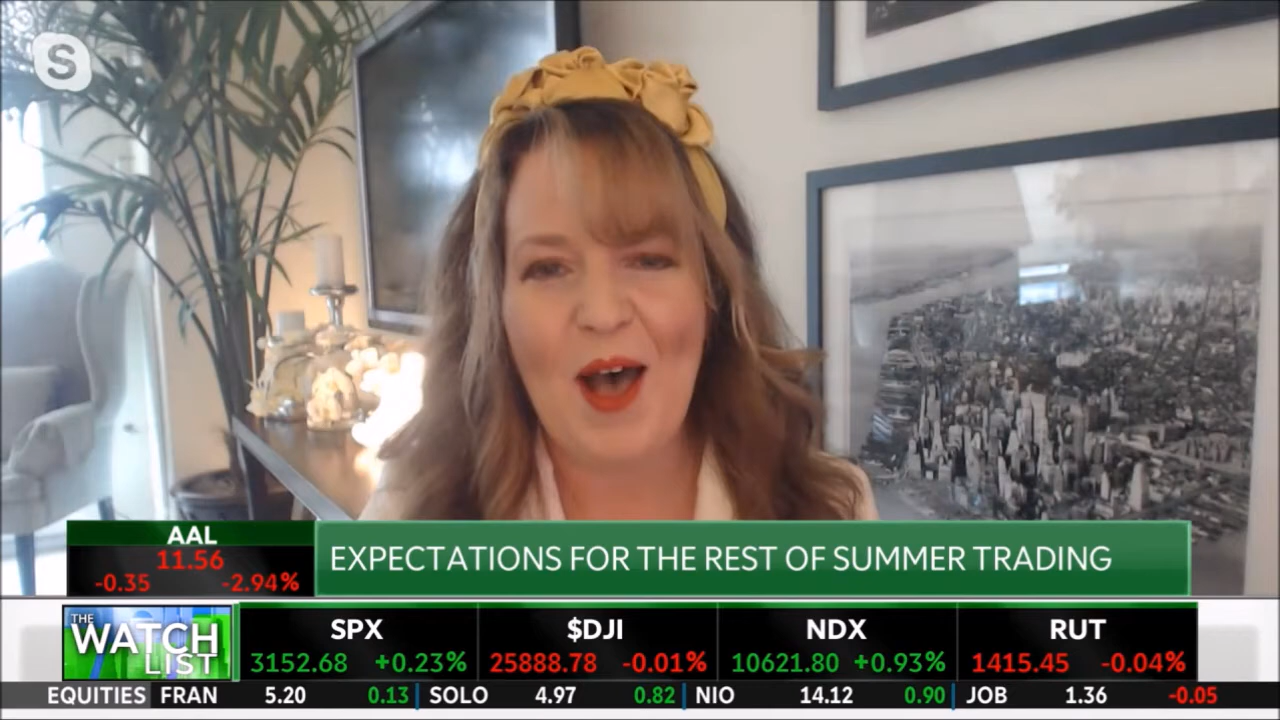 S
AAL
11.56
-0.35 -2.94%
EXPECTATIONS FOR THE REST OF SUMMER TRADING
THE
WATCH
LIST
SPX
3152.68 +0.23%
$DJI
25888.78 -0.01%
NDX
10621.80 +0.93%
RUT
1415.45 -0.04%
EQUITIES FRAN 5.20 0.13 SOLO 4.97 0.82 NIO 14.12 0.90 JOB 1.36 -0.05